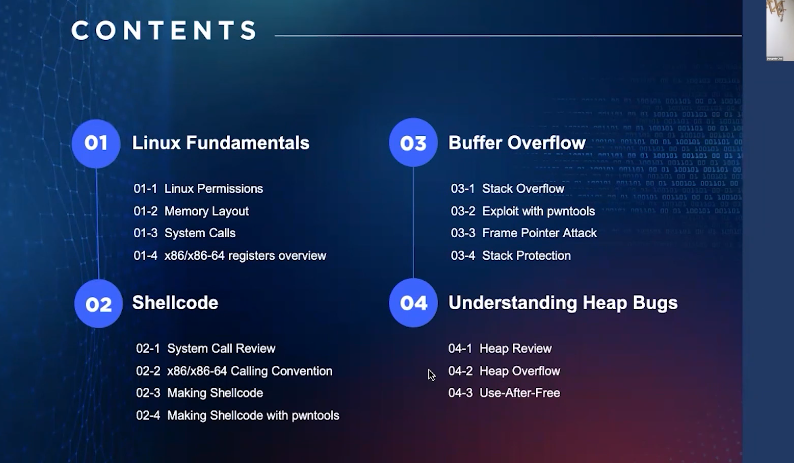 CONTENTS
01 Linux Fundamentals
01-1 Linux Permissions
01-2 Memory Layout
01-3 System Calls
01-4 x86/x86-64 registers overview
02 Shellcode
02-1 System Call Review
02-2 x86/x86-64 Calling Convention
02-3 Making Shellcode
02-4 Making Shellcode with pwntools
03 Buffer Overflow
03-1 Stack Overflow
03-2 Exploit with pwntools
03-3 Frame Pointer Attack
03-4 Stack Protection
04 Understanding Heap Bugs
04-1 Heap Review
04-2 Heap Overflow
04-3 Use-After-Free